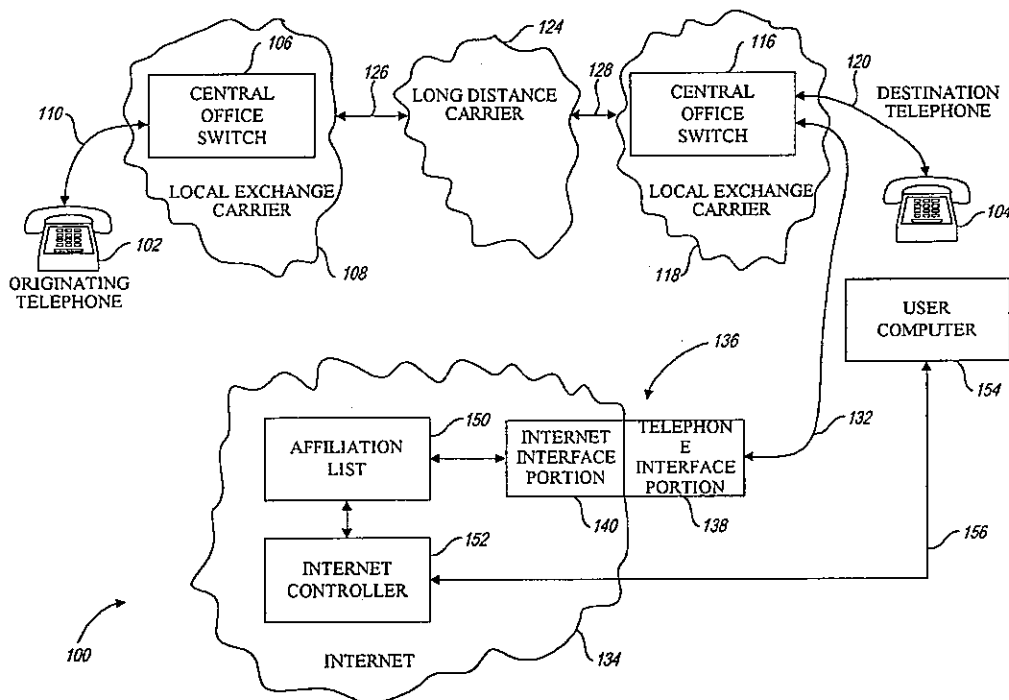 124
106
116
120
CENTRAL
OFFICE
SWITCH
126
LONG DISTANCE
CARRIER
128
CENTRAL
OFFICE
SWITCH
DESTINATION
TELEPHONE
110
LOCAL EXCHANGE
CARRIER
LOCAL EXCHANGE
CARRIER
102
ORIGINATING
TELEPHONE
108
118
104
USER
COMPUTER
154
136
150
AFFILIATION
LIST
INTERNET
INTERFACE
PORTION
TELEPHON
E
INTERFACE
PORTION
132
140
138
152
INTERNET
CONTROLLER
156
100
INTERNET
134